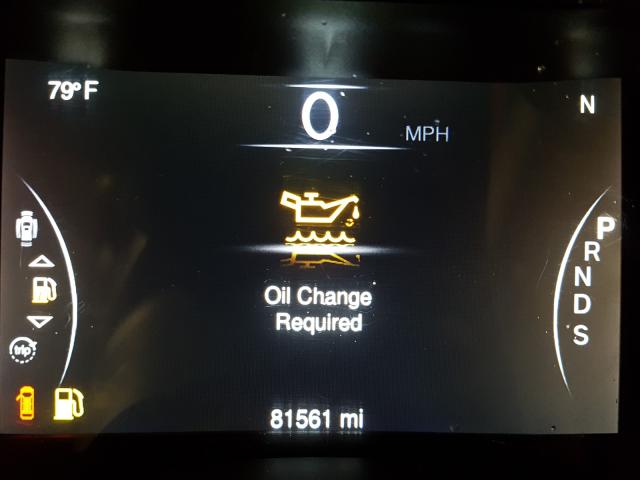 79°F
0
MPH
N
P
R
N
D
S
trip
Oil Change
Required
81561 mi